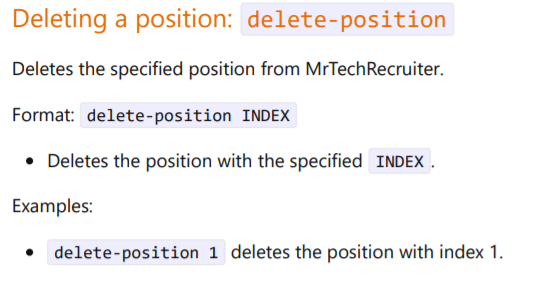 Deleting a position: delete-position
Deletes the specified position from MrTechRecruiter.
Format: delete-position INDEX
• Deletes the position with the specified INDEX.
Examples:
• delete-position 1 deletes the position with index 1.